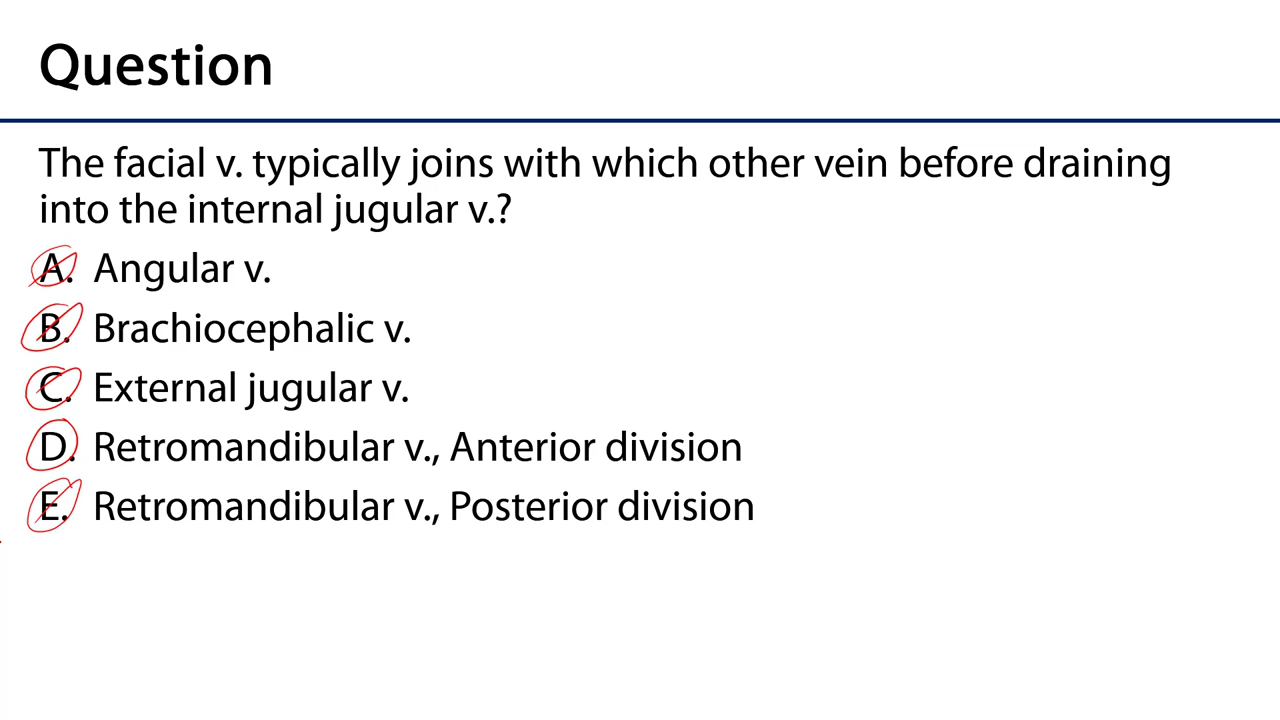 Question
The facial v. typically joins with which other vein before draining
into the internal jugular v.?
A. Angular v.
B. Brachiocephalic v.
C. External jugular v.
D. Retromandibular v., Anterior division
E. Retromandibular v., Posterior division